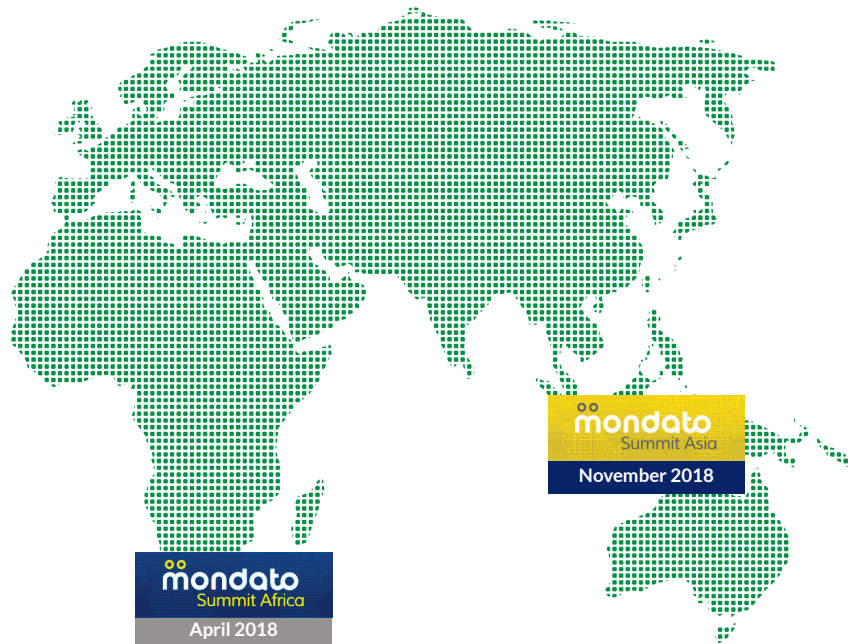 mondato
Summit Asia
November 2018
mondato
Summit Africa
April 2018